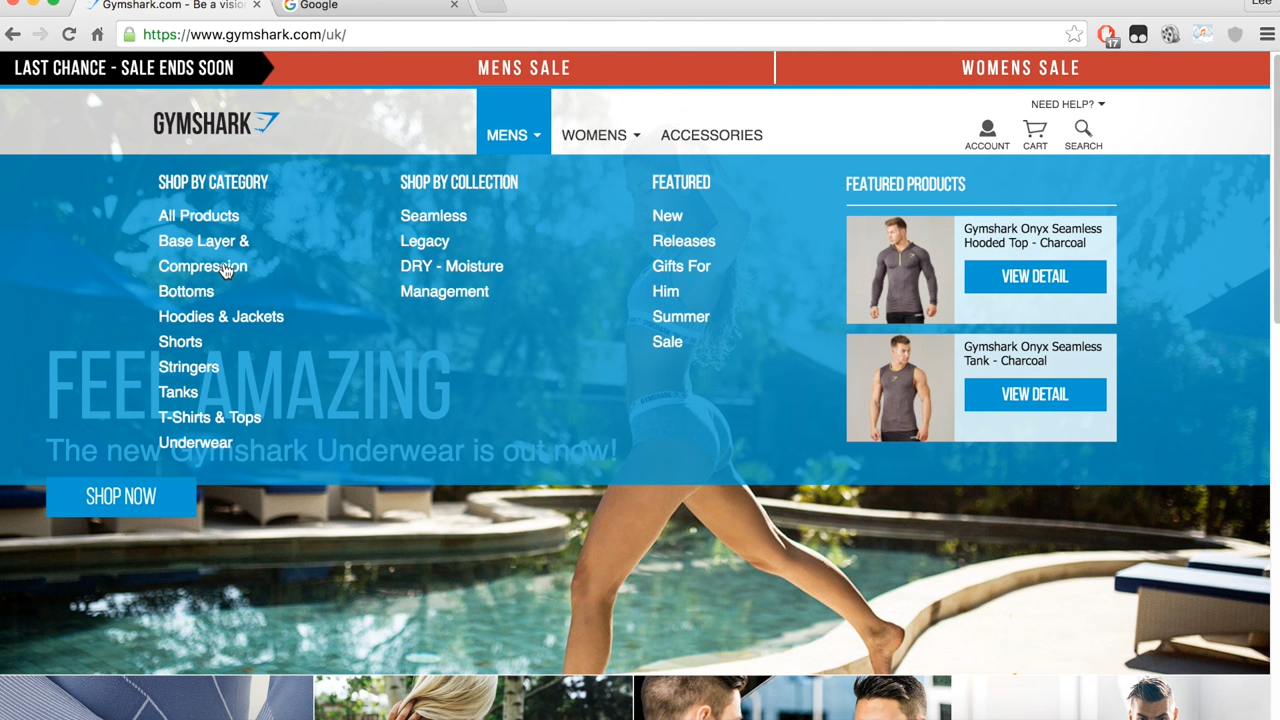 Gymshark.com - Be a visio
Google
Lee
https://www.gymshark.com/uk/
17
LAST CHANCE - SALE ENDS SOON
MENS SALE
WOMENS SALE
NEED HELP?
GYMSHARK
MENS
WOMENS
ACCESSORIES
ACCOUNT
CART
SEARCH
SHOP BY CATEGORY
All Products
Base Layer &
Compression
Bottoms
Hoodies & Jackets
Shorts
Stringers
Tanks
T-Shirts & Tops
Underwear
SHOP BY COLLECTION
Seamless
Legacy
DRY - Moisture
Management
FEATURED
New
Releases
Gifts For
Him
Summer
Sale
FEATURED PRODUCTS
Gymshark Onyx Seamless
Hooded Top - Charcoal
VIEW DETAIL
Gymshark Onyx Seamless
Tank - Charcoal
VIEW DETAIL
FEEL AMAZING
The new Gymshark Underwear is out now!
SHOP NOW